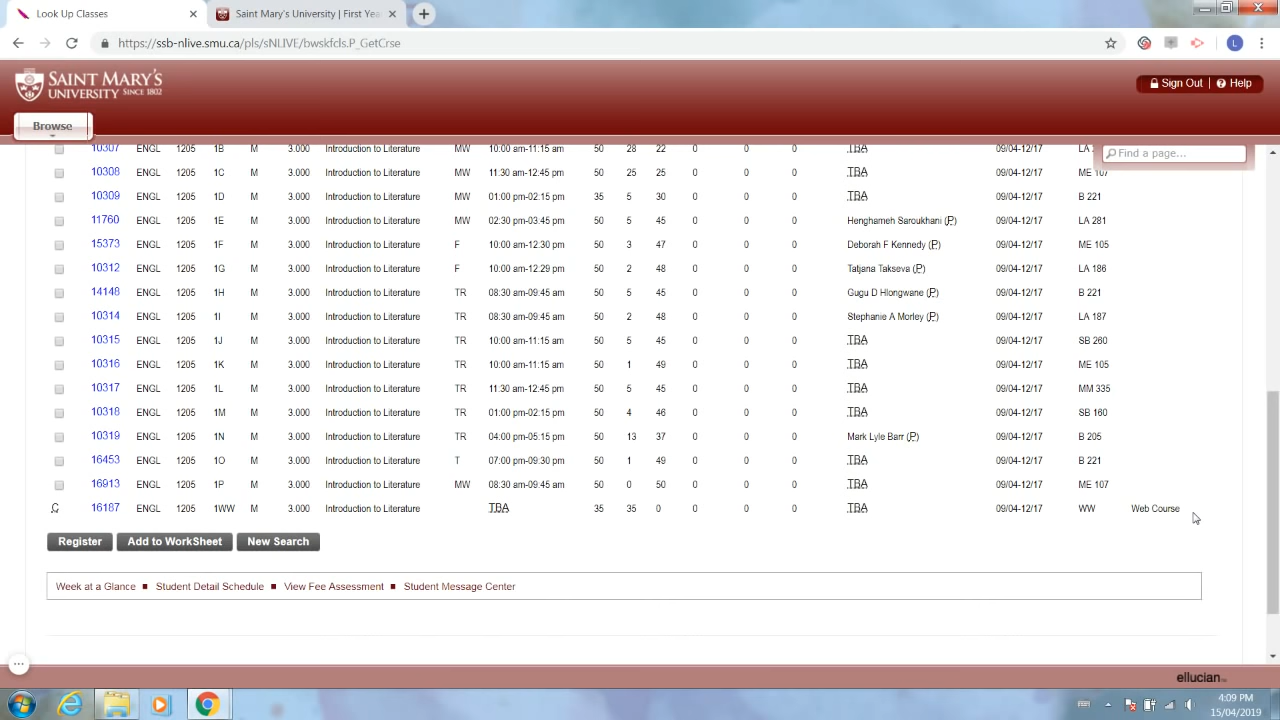 Look Up Classes
Saint Mary's University | First Yea
https://ssb-nlive.smu.ca/pls/sNLIVE/bwskfcls.P_GetCrse
L
SAINT MARY'S
UNIVERSITY SINCE 1802
Sign Out | Help
Browse
Find a page...
10307 ENGL 1205 1B M 3.000 Introduction to Literature MW 10:00 am-11:15 am 50 28 22 0 0 0 TBA 09/04-12/17 LA
10308 ENGL 1205 1C M 3.000 Introduction to Literature MW 11:30 am-12:45 pm 50 25 25 0 0 0 TBA 09/04-12/17 ME 107
10309 ENGL 1205 1D M 3.000 Introduction to Literature MW 01:00 pm-02:15 pm 35 5 30 0 0 0 TBA 09/04-12/17 B 221
11760 ENGL 1205 1E M 3.000 Introduction to Literature MW 02:30 pm-03:45 pm 50 5 45 0 0 0 Henghameh Saroukhani (P) 09/04-12/17 LA 281
15373 ENGL 1205 1F M 3.000 Introduction to Literature F 10:00 am-12:30 pm 50 3 47 0 0 0 Deborah F Kennedy (P) 09/04-12/17 ME 105
10312 ENGL 1205 1G M 3.000 Introduction to Literature F 10:00 am-12:29 pm 50 2 48 0 0 0 Tatjana Takseva (P) 09/04-12/17 LA 186
14148 ENGL 1205 1H M 3.000 Introduction to Literature TR 08:30 am-09:45 am 50 5 45 0 0 0 Gugu D Hlongwane (P) 09/04-12/17 B 221
10314 ENGL 1205 1I M 3.000 Introduction to Literature TR 08:30 am-09:45 am 50 2 48 0 0 0 Stephanie A Morley (P) 09/04-12/17 LA 187
10315 ENGL 1205 1J M 3.000 Introduction to Literature TR 10:00 am-11:15 am 50 5 45 0 0 0 TBA 09/04-12/17 SB 260
10316 ENGL 1205 1K M 3.000 Introduction to Literature TR 10:00 am-11:15 am 50 1 49 0 0 0 TBA 09/04-12/17 ME 105
10317 ENGL 1205 1L M 3.000 Introduction to Literature TR 11:30 am-12:45 pm 50 5 45 0 0 0 TBA 09/04-12/17 MM 335
10318 ENGL 1205 1M M 3.000 Introduction to Literature TR 01:00 pm-02:15 pm 50 4 46 0 0 0 TBA 09/04-12/17 SB 160
10319 ENGL 1205 1N M 3.000 Introduction to Literature TR 04:00 pm-05:15 pm 50 13 37 0 0 0 Mark Lyle Barr (P) 09/04-12/17 B 205
16453 ENGL 1205 1O M 3.000 Introduction to Literature T 07:00 pm-09:30 pm 50 1 49 0 0 0 TBA 09/04-12/17 B 221
16913 ENGL 1205 1P M 3.000 Introduction to Literature MW 08:30 am-09:45 am 50 0 50 0 0 0 TBA 09/04-12/17 ME 107
C 16187 ENGL 1205 1WW M 3.000 Introduction to Literature TBA 35 35 0 0 0 0 TBA 09/04-12/17 WW Web Course
Register Add to WorkSheet New Search
Week at a Glance Student Detail Schedule View Fee Assessment Student Message Center
ellucian
4:09 PM
15/04/2019